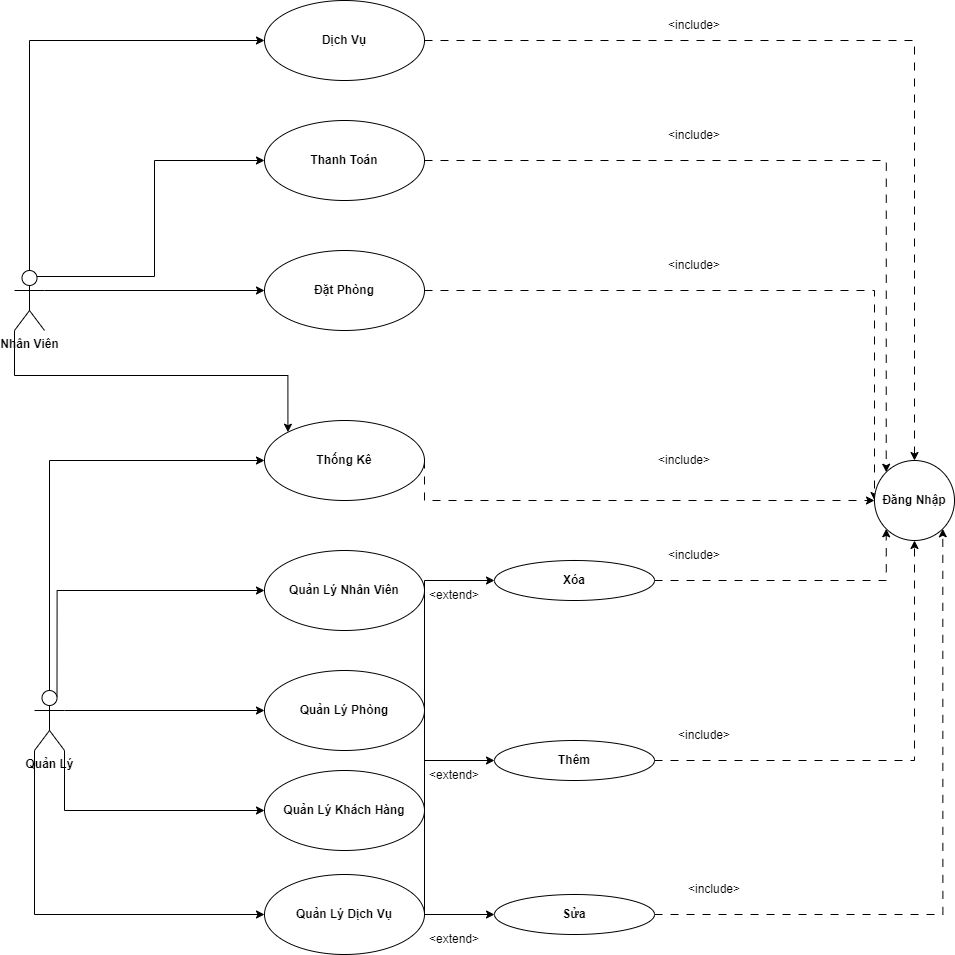 <include>
Dịch Vụ
<include>
Thanh Toán
<include>
Đặt Phòng
Nhân Viên
Thống Kê
<include>
Đăng Nhập
<include>
Xóa
Quản Lý Nhân Viên
<extend>
Quản Lý Phòng
<include>
Quản Lý
Thêm
<extend>
Quản Lý Khách Hàng
<include>
Quản Lý Dịch Vụ
Sửa
<extend>